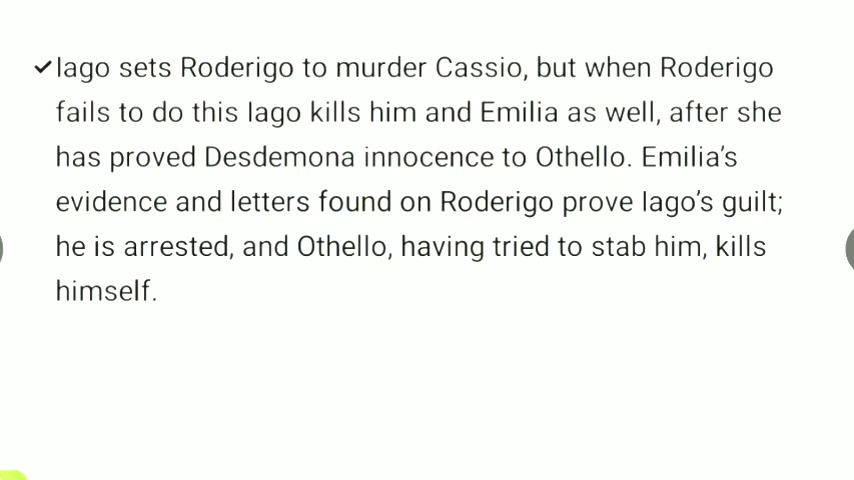 ✓Iago sets Roderigo to murder Cassio, but when Roderigo
fails to do this Iago kills him and Emilia as well, after she
has proved Desdemona innocence to Othello. Emilia’s
evidence and letters found on Roderigo prove Iago’s guilt;
he is arrested, and Othello, having tried to stab him, kills
himself.